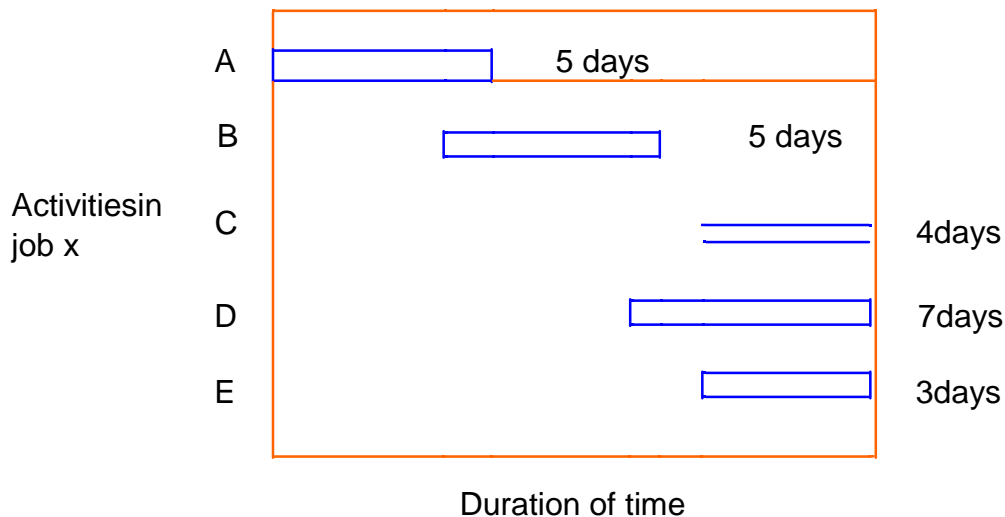 A 5 days
B 5 days
Activitiesin
job x
C 4days
D 7days
E 3days
Duration of time